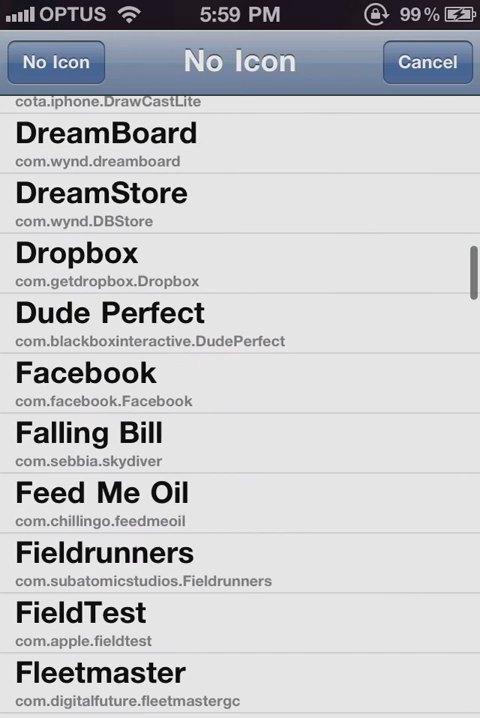 OPTUS 5:59 PM 99%
No Icon No Icon Cancel
cota.iphone.DrawCastLite
DreamBoard
com.wynd.dreamboard
DreamStore
com.wynd.DBStore
Dropbox
com.getdropbox.Dropbox
Dude Perfect
com.blackboxinteractive.DudePerfect
Facebook
com.facebook.Facebook
Falling Bill
com.sebbia.skydiver
Feed Me Oil
com.chillingo.feedmeoil
Fieldrunners
com.subatomicstudios.Fieldrunners
FieldTest
com.apple.fieldtest
Fleetmaster
com.digitalfuture.fleetmastergc